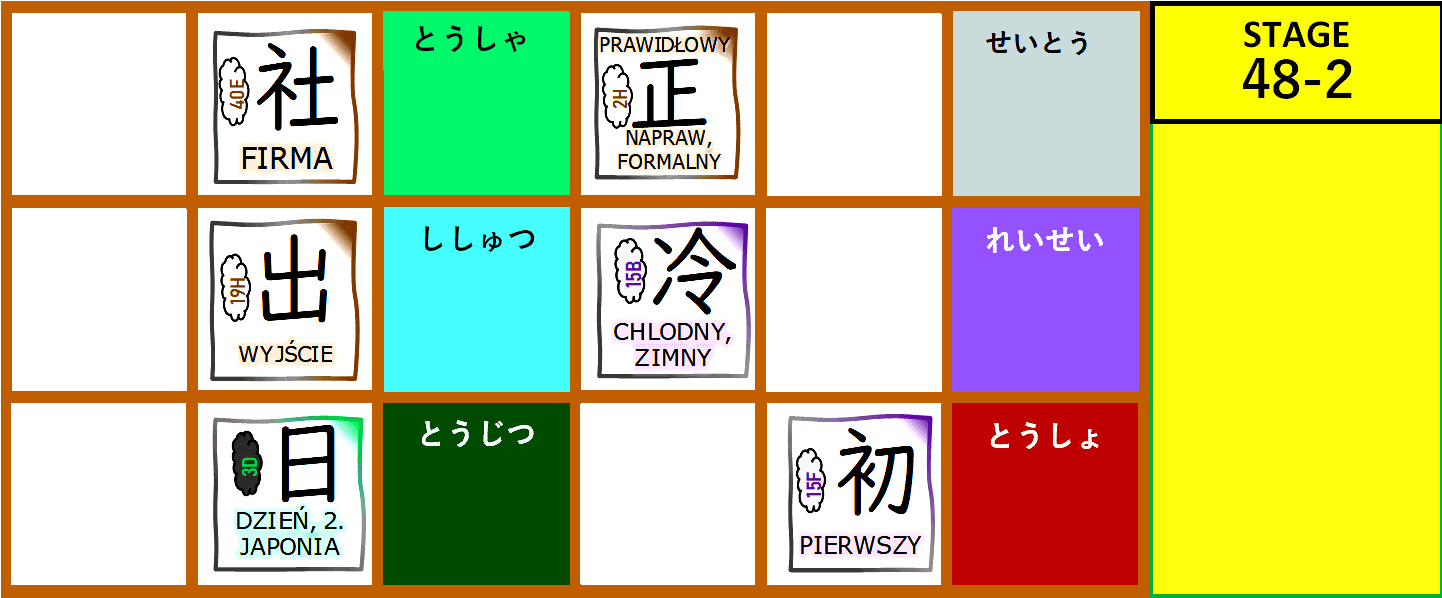 40E
社
FIRMA
とうしゃ
PRAWIDŁOWY
2H
正
NAPRAW,
FORMALNY
せいとう
STAGE
48-2
19H
出
WYJŚCIE
ししゅつ
15B
冷
CHLODNY,
ZIMNY
れいせい
3D
日
DZIEŃ, 2.
JAPONIA
とうじつ
15F
初
PIERWSZY
とうしょ